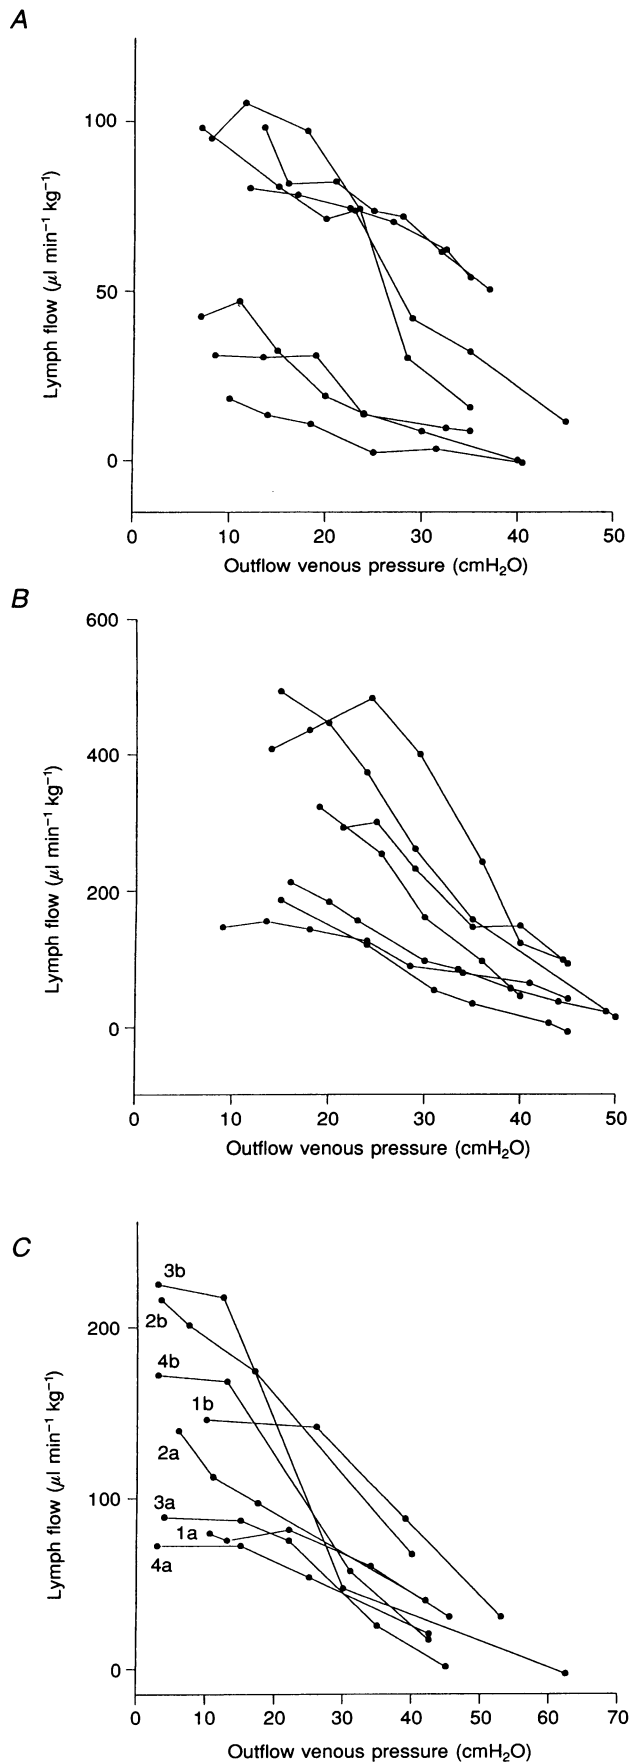 A
100
50
0
Lymph flow (μl min⁻¹ kg⁻¹)
0 10 20 30 40 50
Outflow venous pressure (cmH₂O)
B
600
400
200
0
Lymph flow (μl min⁻¹ kg⁻¹)
0 10 20 30 40 50
Outflow venous pressure (cmH₂O)
C
3b
200
2b
4b
1b
2a
100
3a
1a
4a
0
Lymph flow (μl min⁻¹ kg⁻¹)
0 10 20 30 40 50 60 70
Outflow venous pressure (cmH₂O)